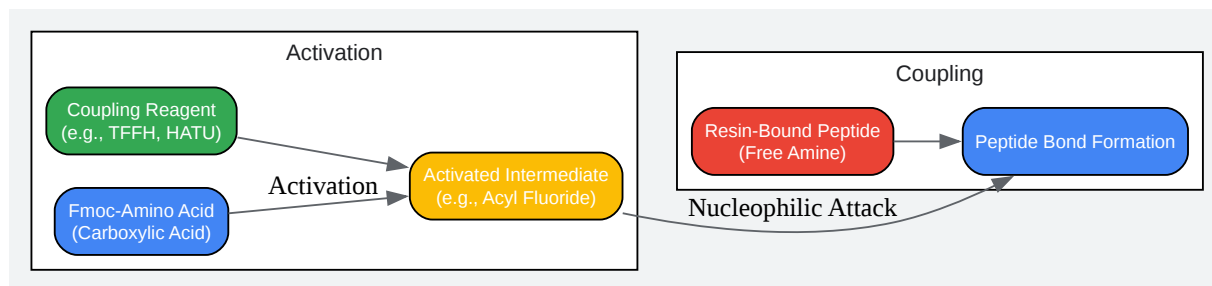 Activation
Coupling Reagent
(e.g., TFFH, HATU)
Fmoc-Amino Acid
(Carboxylic Acid)
Activation
Activated Intermediate
(e.g., Acyl Fluoride)
Nucleophilic Attack
Coupling
Resin-Bound Peptide
(Free Amine)
Peptide Bond Formation